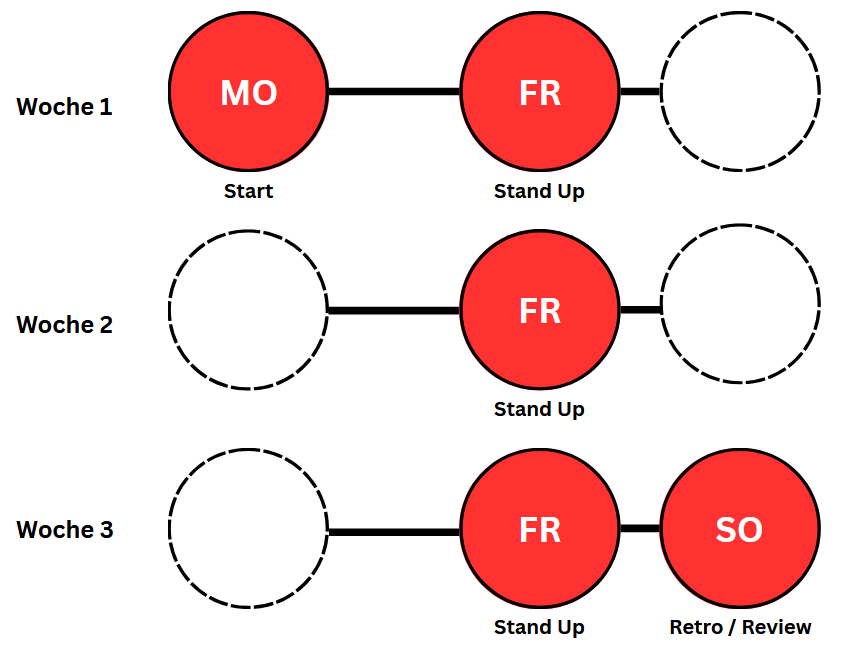 Woche 1
MO
FR
Start
Stand Up
Woche 2
FR
Stand Up
Woche 3
FR
SO
Stand Up
Retro / Review